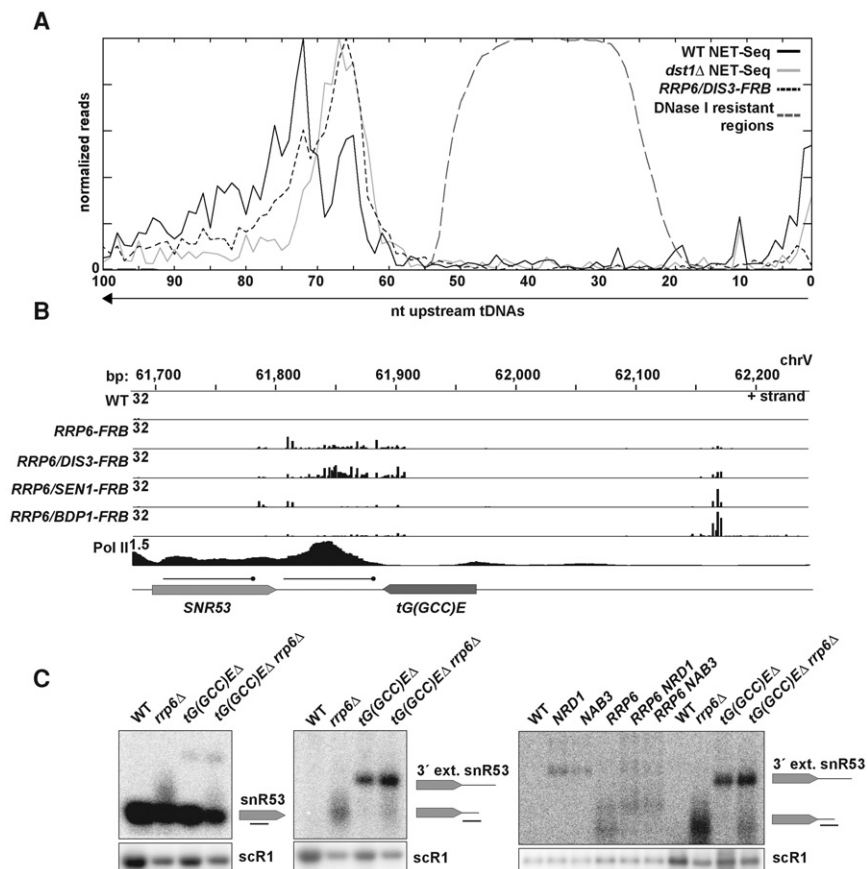 A
normalized reads
0
WT NET-Seq
dst1Δ NET-Seq
RRP6/DIS3-FRB
DNase I resistant
regions
100 90 80 70 60 50 40 30 20 10 0
nt upstream tDNAs
B
chrV
bp: 61,700 61,800 61,900 62,000 62,100 62,200
WT 32 + strand
RRP6-FRB 32
RRP6/DIS3-FRB 32
RRP6/SEN1-FRB 32
RRP6/BDP1-FRB 32
Pol II 1.5
SNR53 tG(GCC)E
C
WT rrp6Δ tG(GCC)EΔ tG(GCC)EΔ rrp6Δ
snR53
scR1
WT rrp6Δ tG(GCC)EΔ tG(GCC)EΔ rrp6Δ
3´ ext. snR53
scR1
WT NRD1 NAB3 RRP6 RRP6 NRD1 RRP6 NAB3 WT rrp6Δ tG(GCC)EΔ tG(GCC)EΔ rrp6Δ
3´ ext. snR53
scR1